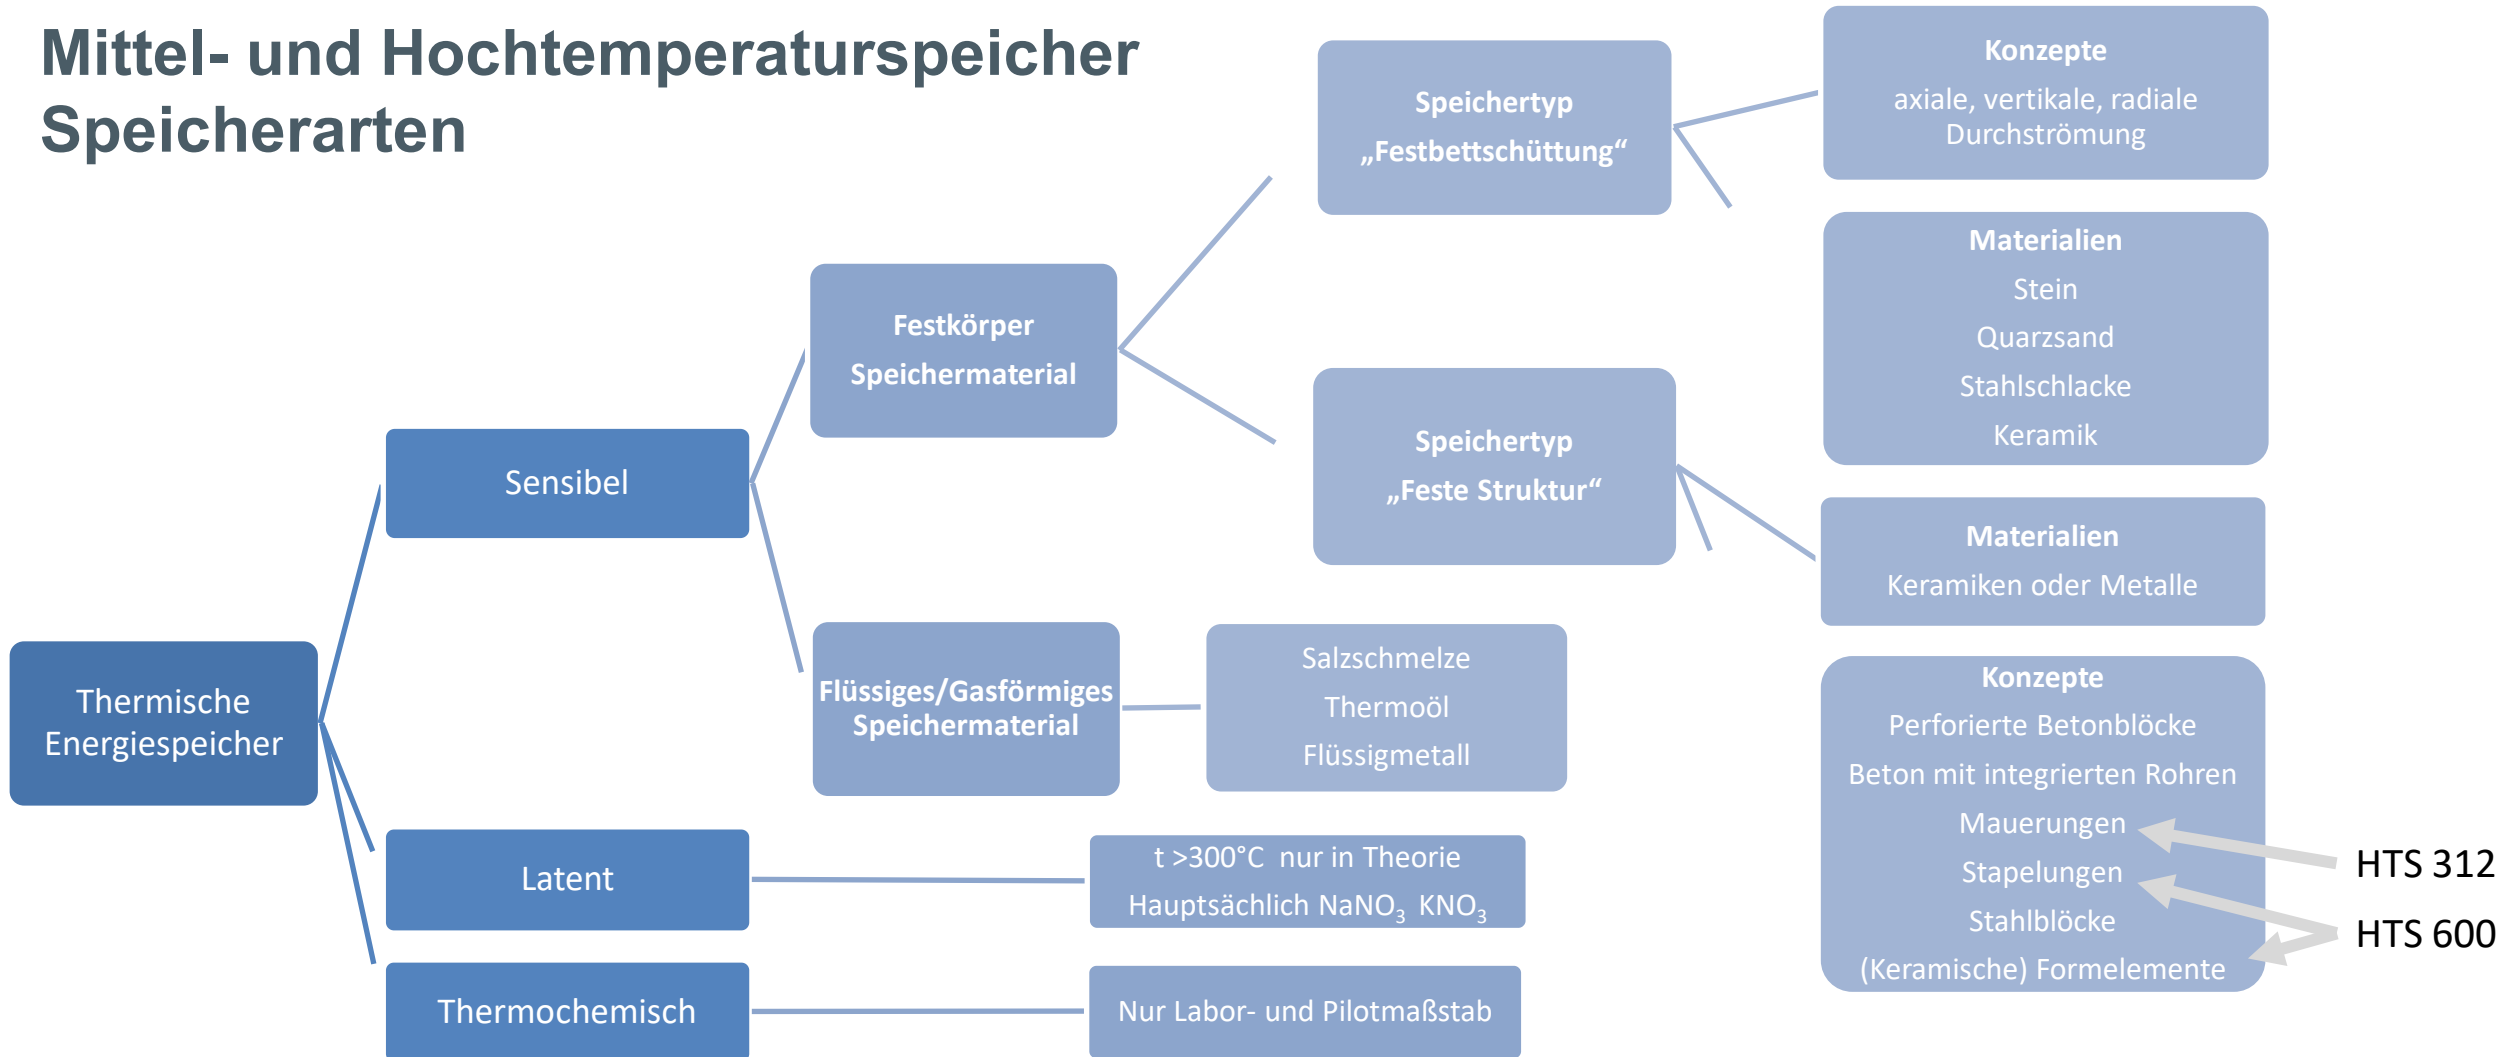 Mittel- und Hochtemperaturspeicher
Speicherarten
Thermische
Energiespeicher
Sensibel
Festkörper
Speichermaterial
Speichertyp
„Festbettschüttung“
Konzepte
axiale, vertikale, radiale
Durchströmung
Materialien
Stein
Quarzsand
Stahlschlacke
Keramik
Speichertyp
„Feste Struktur“
Materialien
Keramiken oder Metalle
Konzepte
Perforierte Betonblöcke
Beton mit integrierten Rohren
Mauerungen
Stapelungen
Stahlblöcke
(Keramische) Formelemente
HTS 312
HTS 600
Flüssiges/Gasförmiges
Speichermaterial
Salzschmelze
Thermoöl
Flüssigmetall
Latent
t >300°C nur in Theorie
Hauptsächlich NaNO₃ KNO₃
Thermochemisch
Nur Labor- und Pilotmaßstab